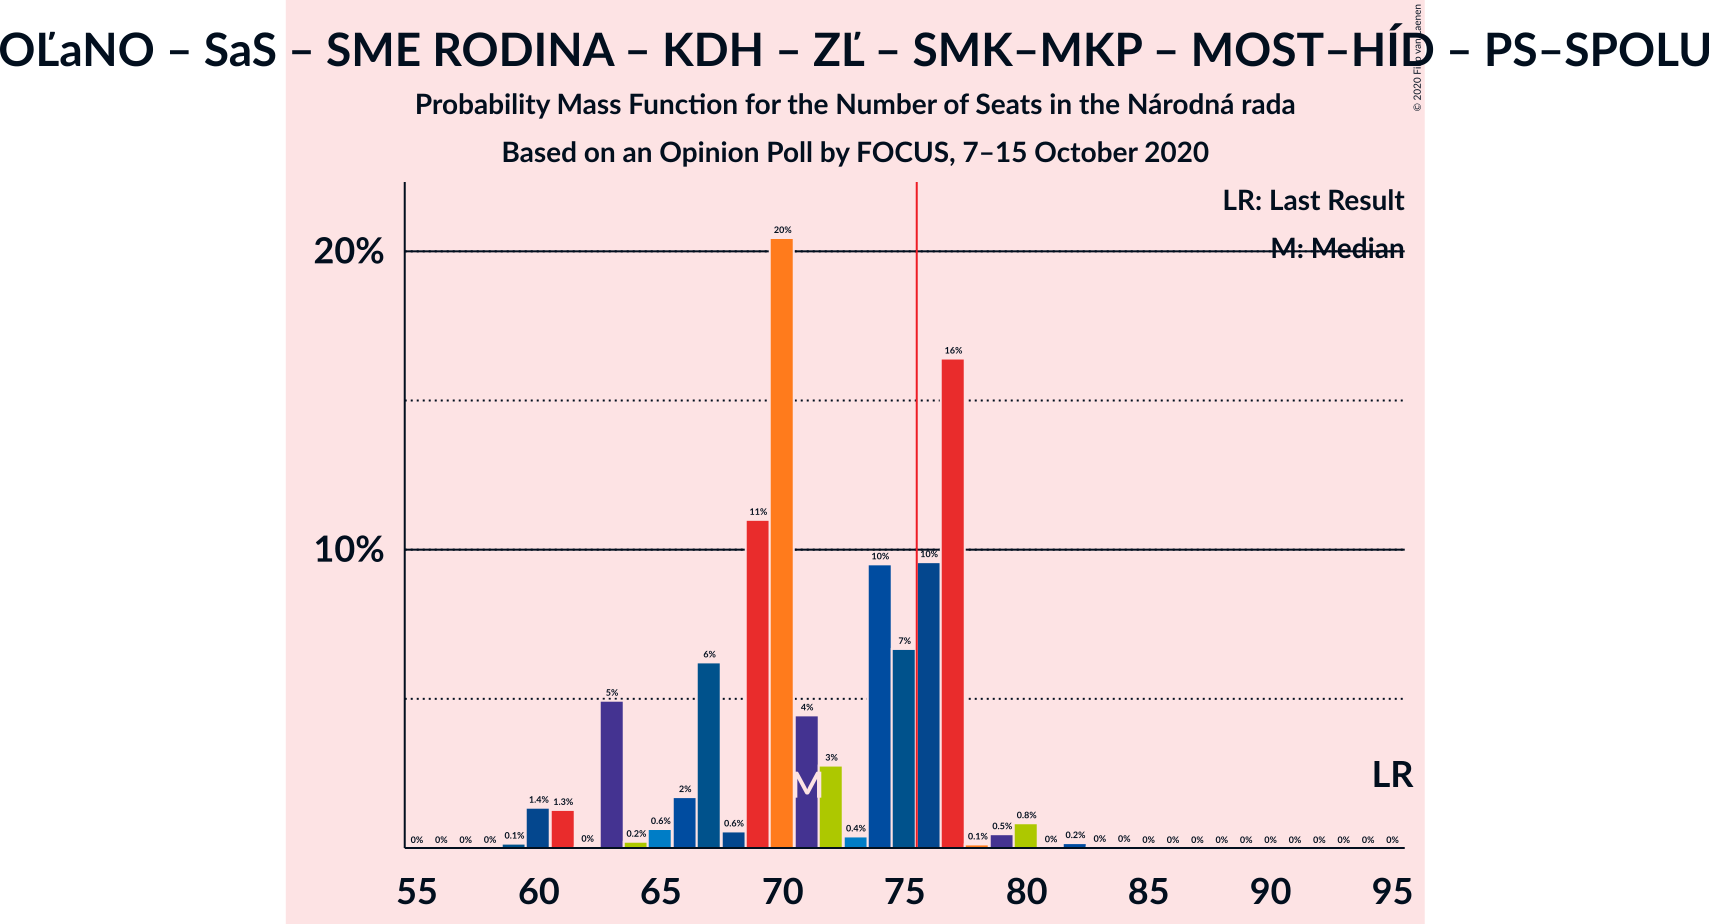 OĽaNO – SaS – SME RODINA – KDH – ZĽ – SMK–MKP – MOST–HÍD – PS–SPOLU
Probability Mass Function for the Number of Seats in the Národná rada
Based on an Opinion Poll by FOCUS, 7–15 October 2020
© 2020 Filip van Laenen
LR: Last Result
M: Median
20%
10%
0% 0% 0% 0% 0.1% 1.4% 1.3% 0% 5% 0.2% 0.6% 2% 6% 0.6% 11% 20% 4% 3% 0.4% 10% 7% 10% 16% 0.1% 0.5% 0.8% 0% 0.2% 0% 0% 0% 0% 0% 0% 0% 0% 0% 0% 0% 0% 0%
M
LR
55 60 65 70 75 80 85 90 95